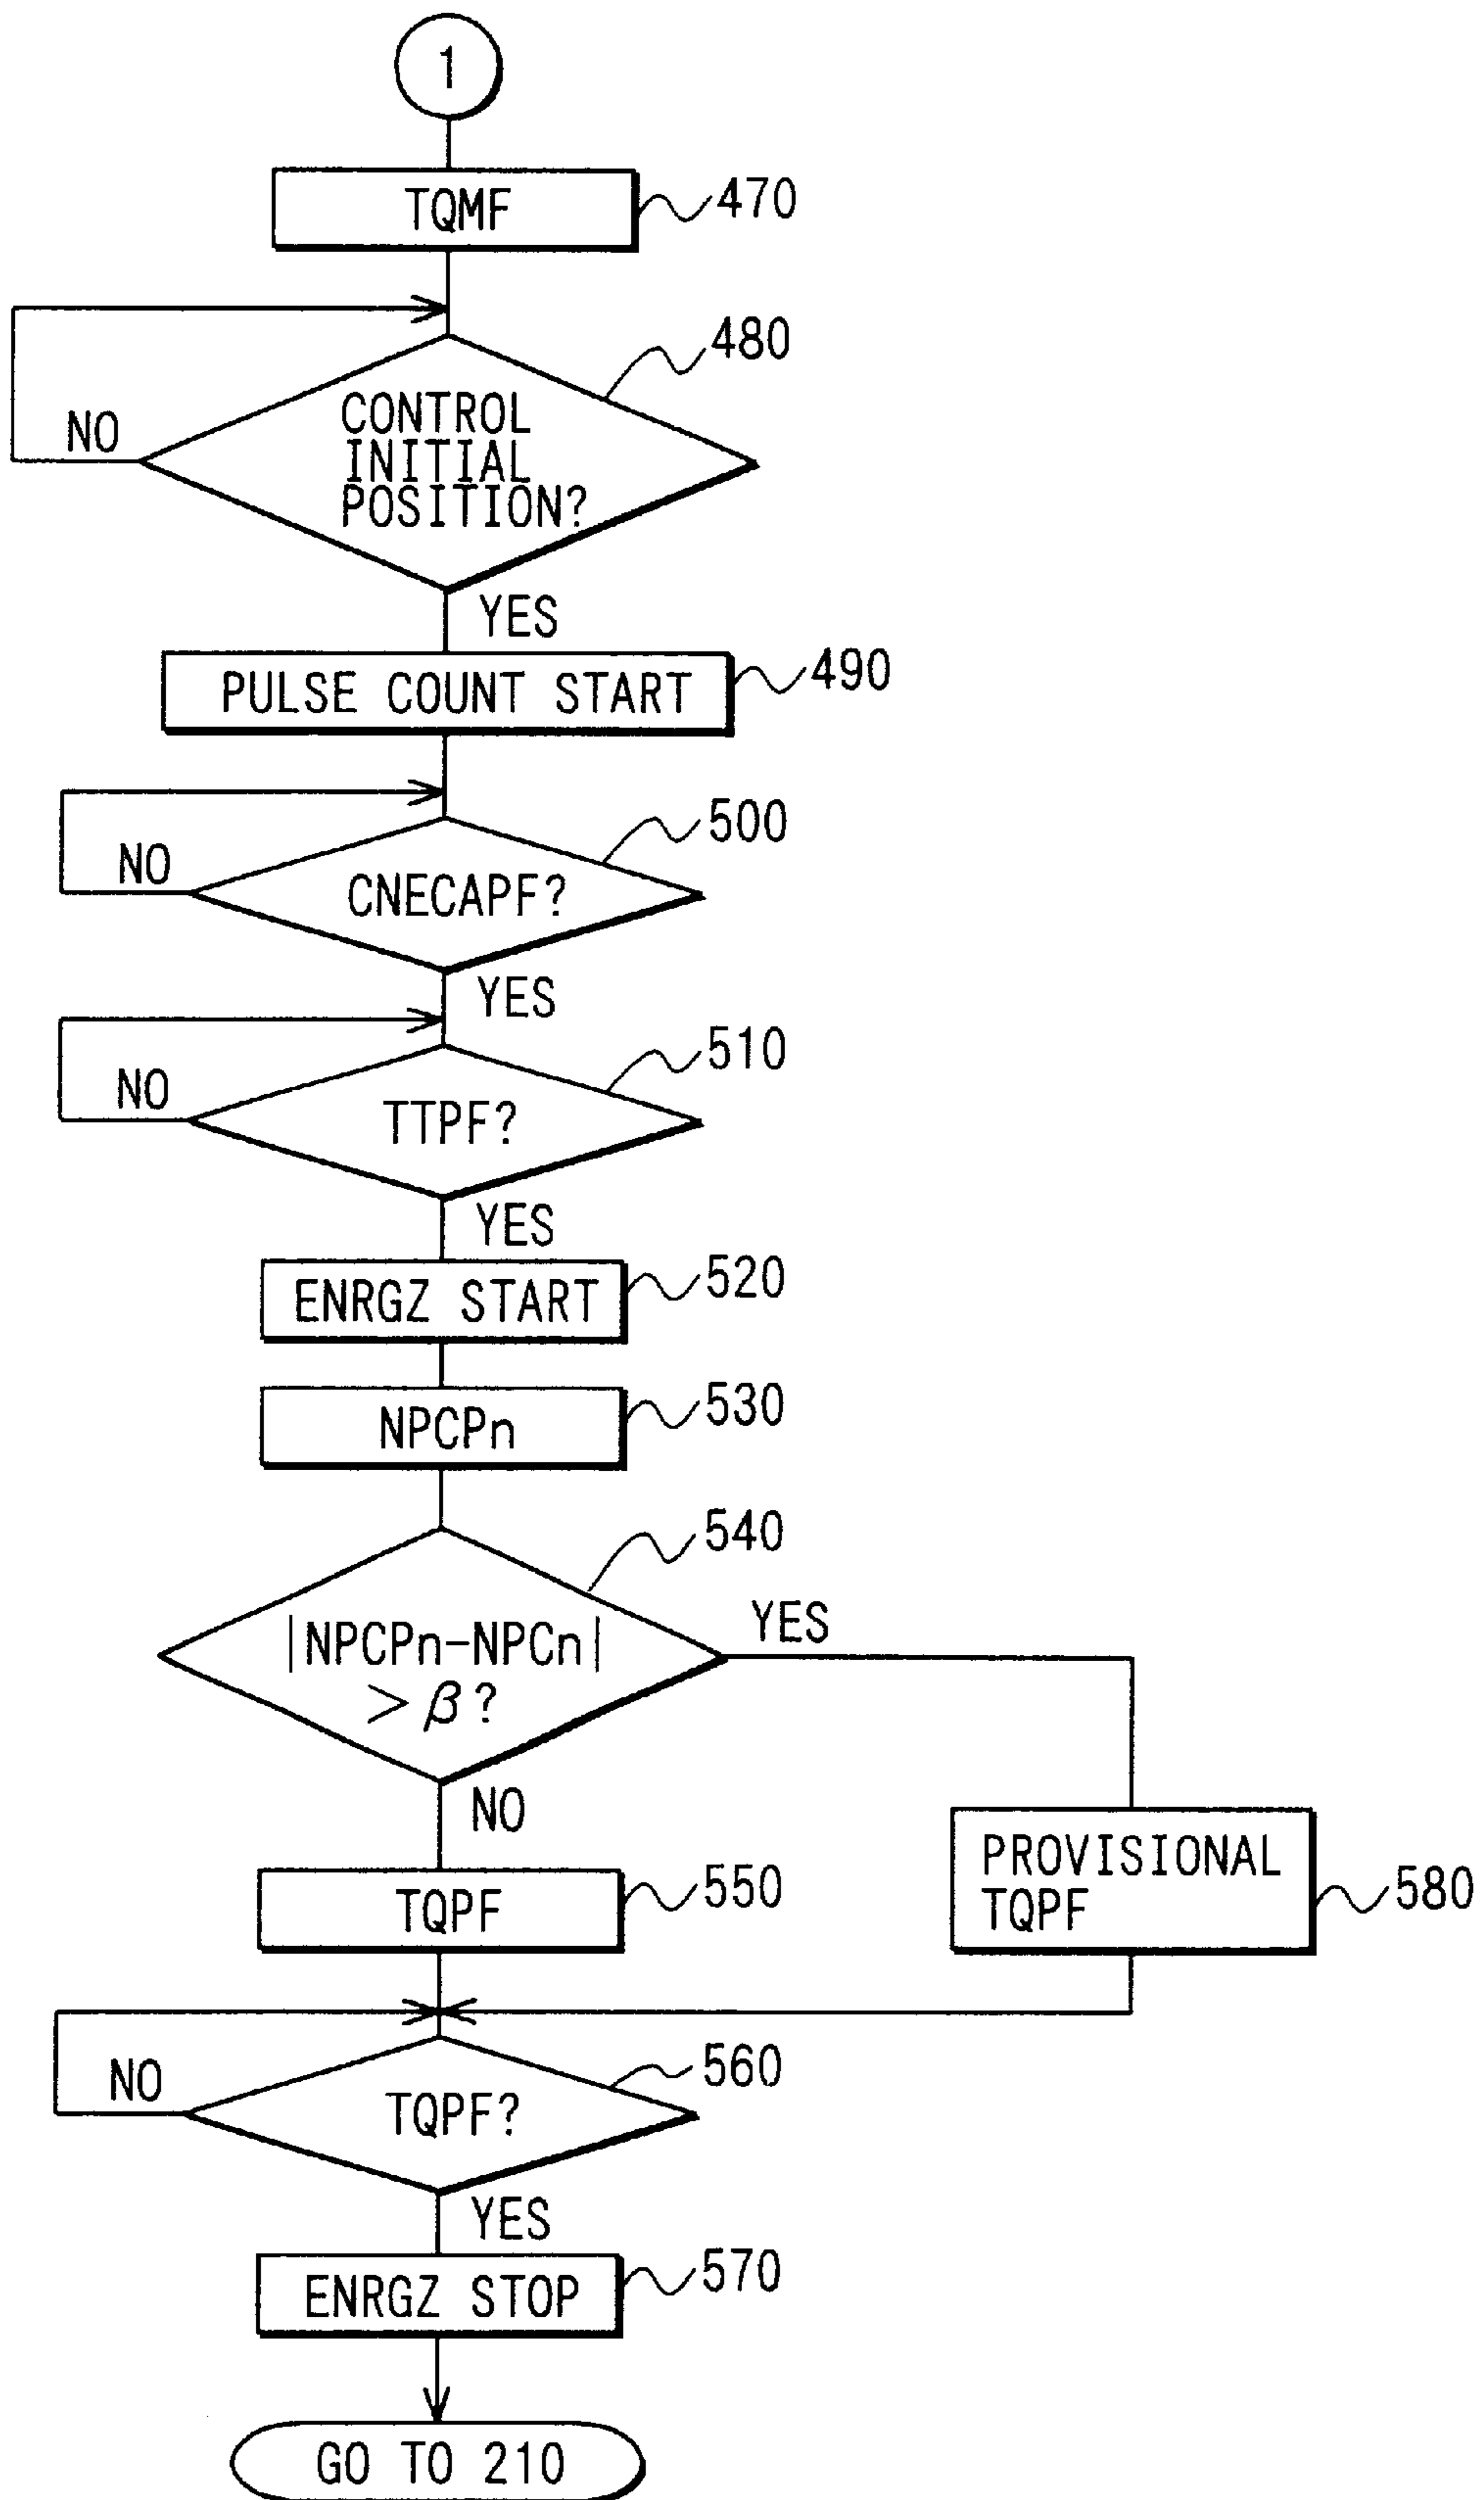 1
TQMF
470
480
CONTROL
INITIAL
POSITION?
NO
YES
PULSE COUNT START
490
500
NO
CNECAPF?
YES
510
NO
TTPF?
YES
ENRGZ START
520
NPCPn
530
540
|NPCPn-NPCn|
>β?
YES
NO
PROVISIONAL
TQPF
580
TQPF
550
560
NO
TQPF?
YES
ENRGZ STOP
570
GO TO 210